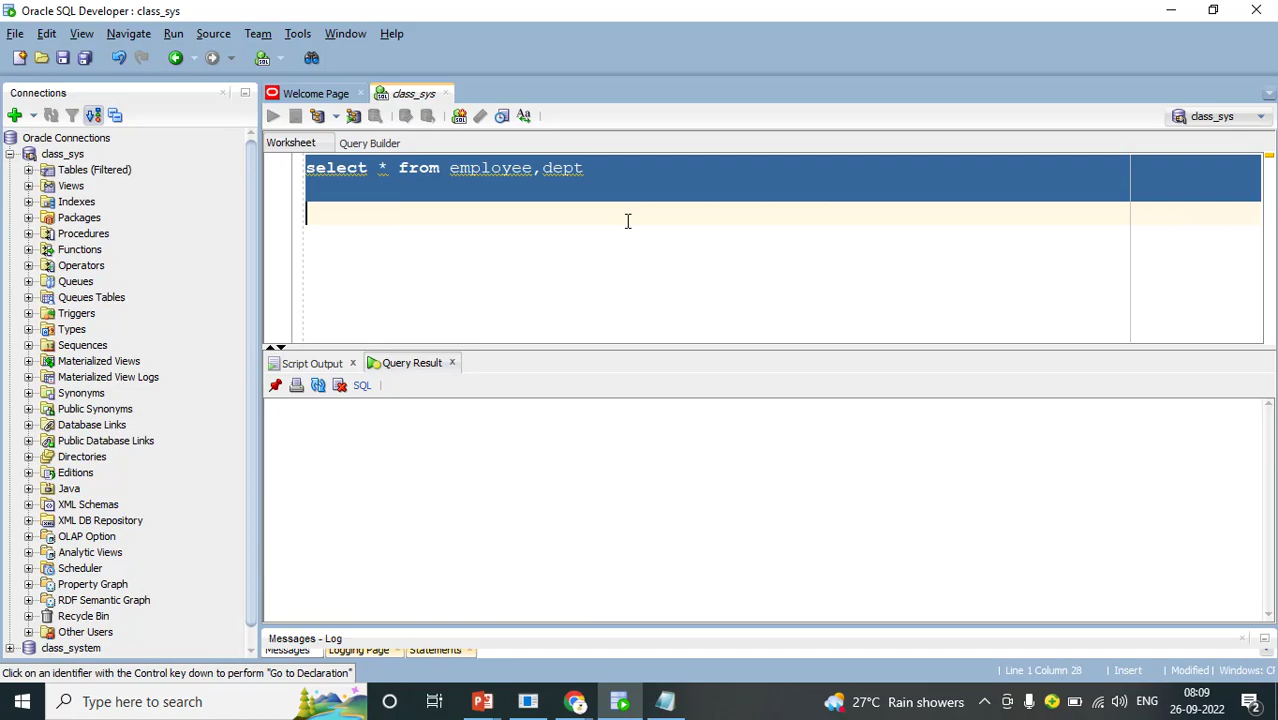 Oracle SQL Developer: class_sys
File Edit View Navigate Run Source Team Tools Window Help
Connections
Welcome Page
class_sys
class_sys
Worksheet Query Builder
Oracle Connections
class_sys
Tables (Filtered)
Views
Indexes
Packages
Procedures
Functions
Operators
Queues
Queues Tables
Triggers
Types
Sequences
Materialized Views
Materialized View Logs
Synonyms
Public Synonyms
Database Links
Public Database Links
Directories
Editions
Java
XML Schemas
XML DB Repository
OLAP Option
Analytic Views
Scheduler
Property Graph
RDF Semantic Graph
Recycle Bin
Other Users
class_system
select * from employee,dept
Script Output Query Result
SQL
Messages - Log
Messages Logging Page Statements
Click on an identifier with the Control key down to perform "Go to Declaration"
Line 1 Column 28 Insert Modified Windows:
Type here to search
27°C Rain showers
ENG
08:09
26-09-2022
2